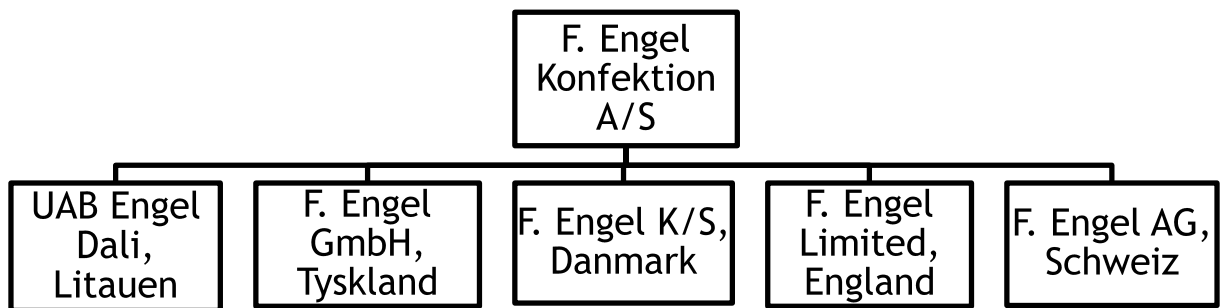 F. Engel
Konfektion
A/S
UAB Engel
Dali,
Litauen
F. Engel
GmbH,
Tyskland
F. Engel K/S,
Danmark
F. Engel
Limited,
England
F. Engel AG,
Schweiz